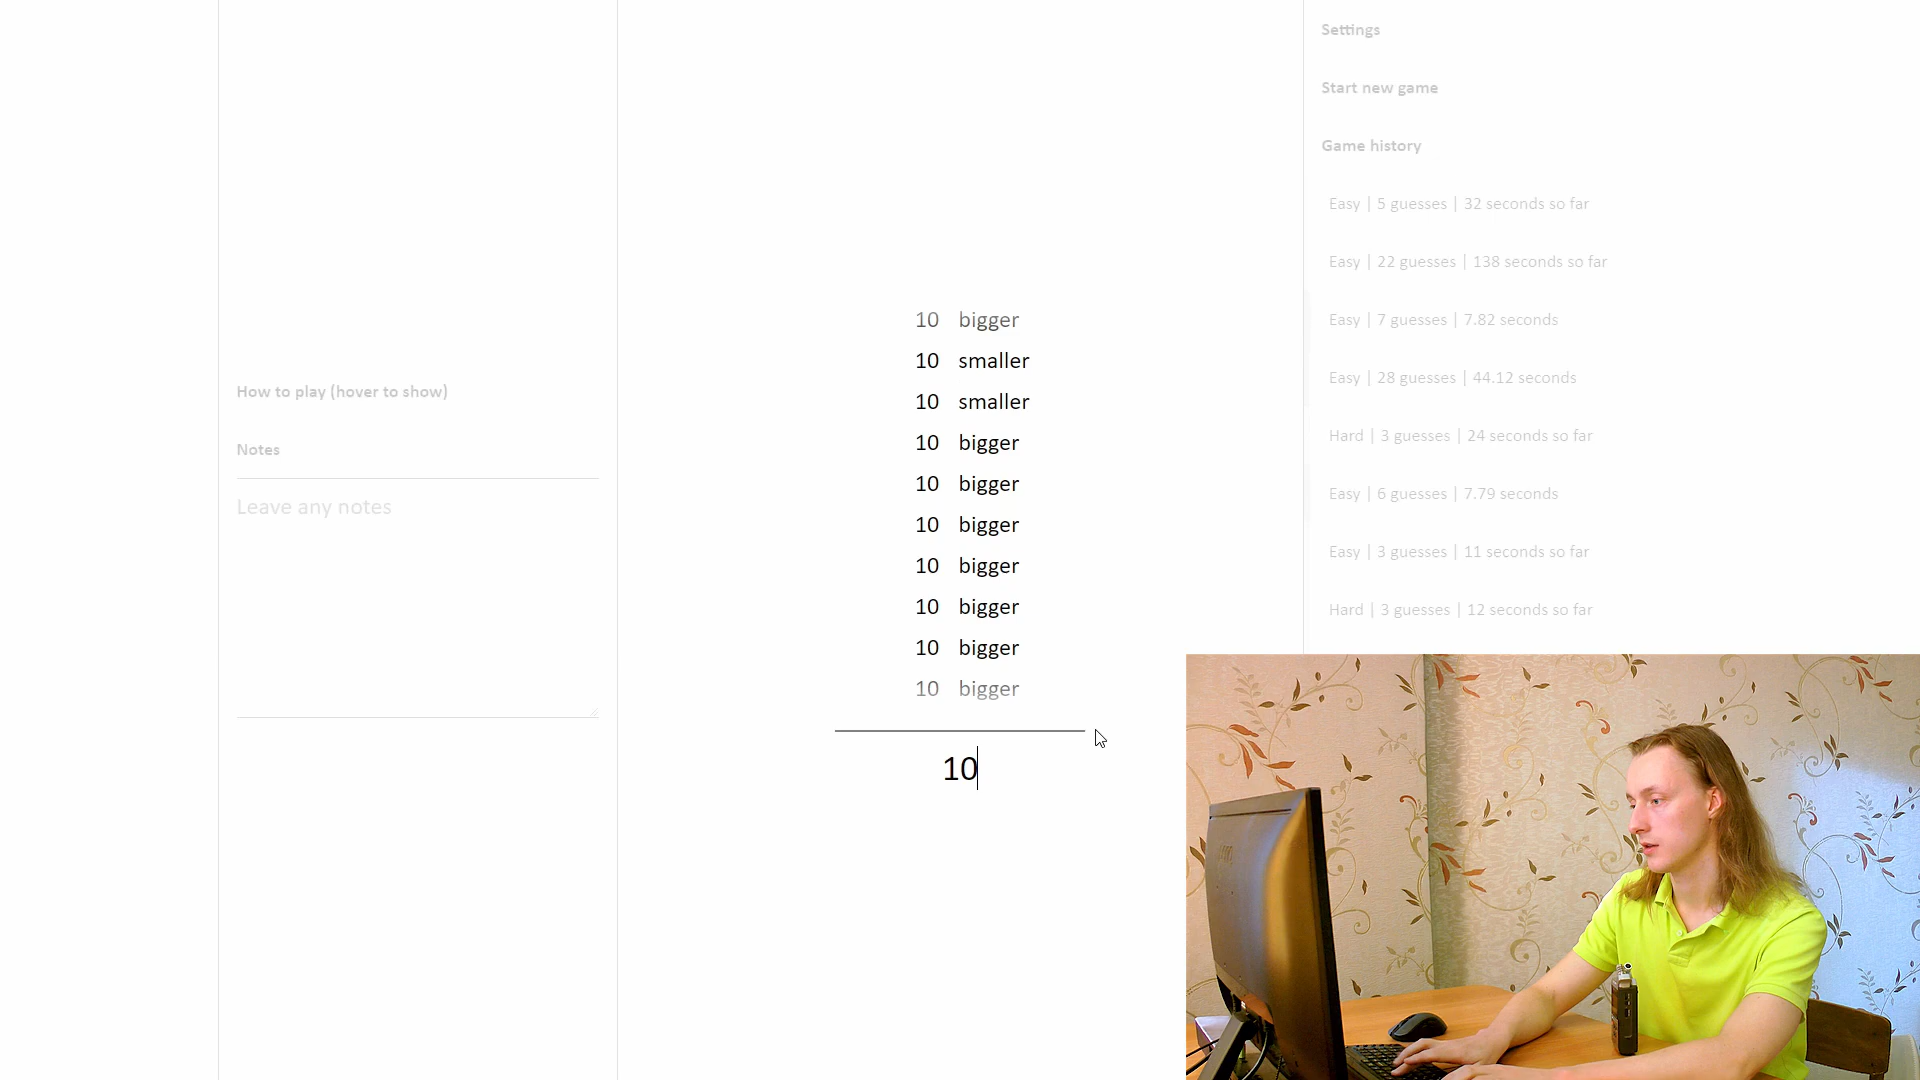 How to play (hover to show)
Notes
Leave any notes
10 bigger
10 smaller
10 smaller
10 bigger
10 bigger
10 bigger
10 bigger
10 bigger
10 bigger
10 bigger
10
Settings
Start new game
Game history
Easy | 5 guesses | 32 seconds so far
Easy | 22 guesses | 138 seconds so far
Easy | 7 guesses | 7.82 seconds
Easy | 28 guesses | 44.12 seconds
Hard | 3 guesses | 24 seconds so far
Easy | 6 guesses | 7.79 seconds
Easy | 3 guesses | 11 seconds so far
Hard | 3 guesses | 12 seconds so far